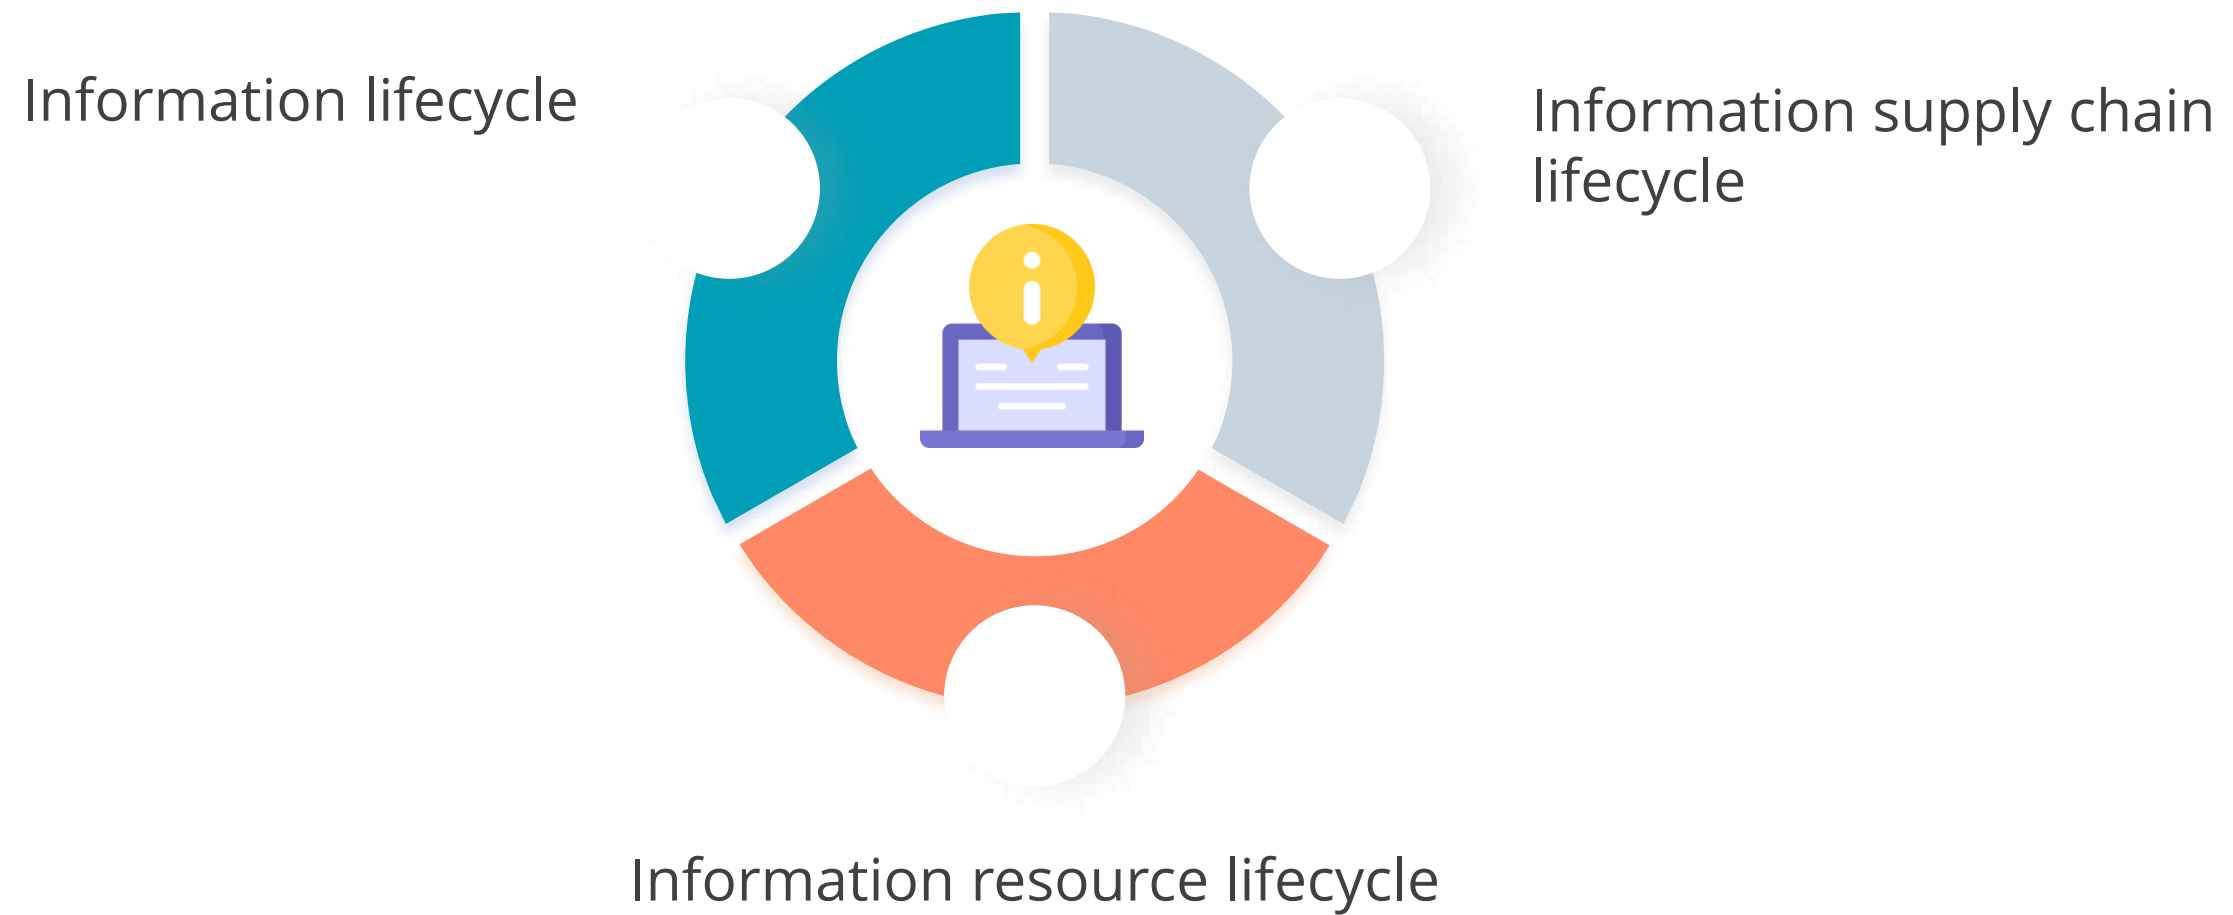 Information lifecycle
Information supply chain
lifecycle
Information resource lifecycle